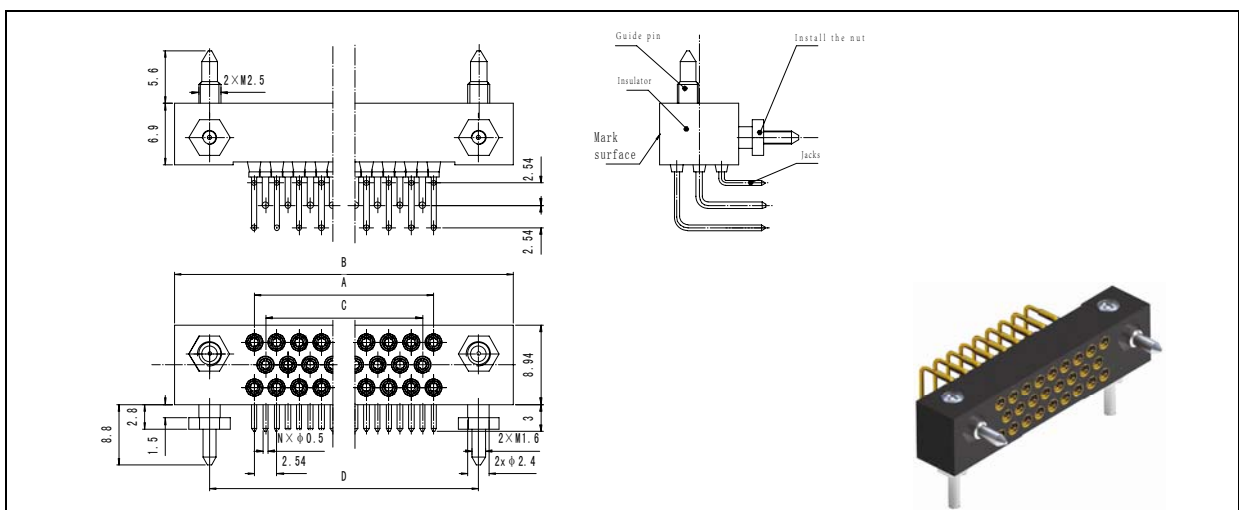 5.6
2×M2.5
6.9
2.54
2.54
Guide pin
Install the nut
Insulator
Mark
surface
Jacks
B
A
C
8.94
8.8
2.8
1.5
3
N×φ0.5
2×M1.6
2.54
2xφ2.4
D